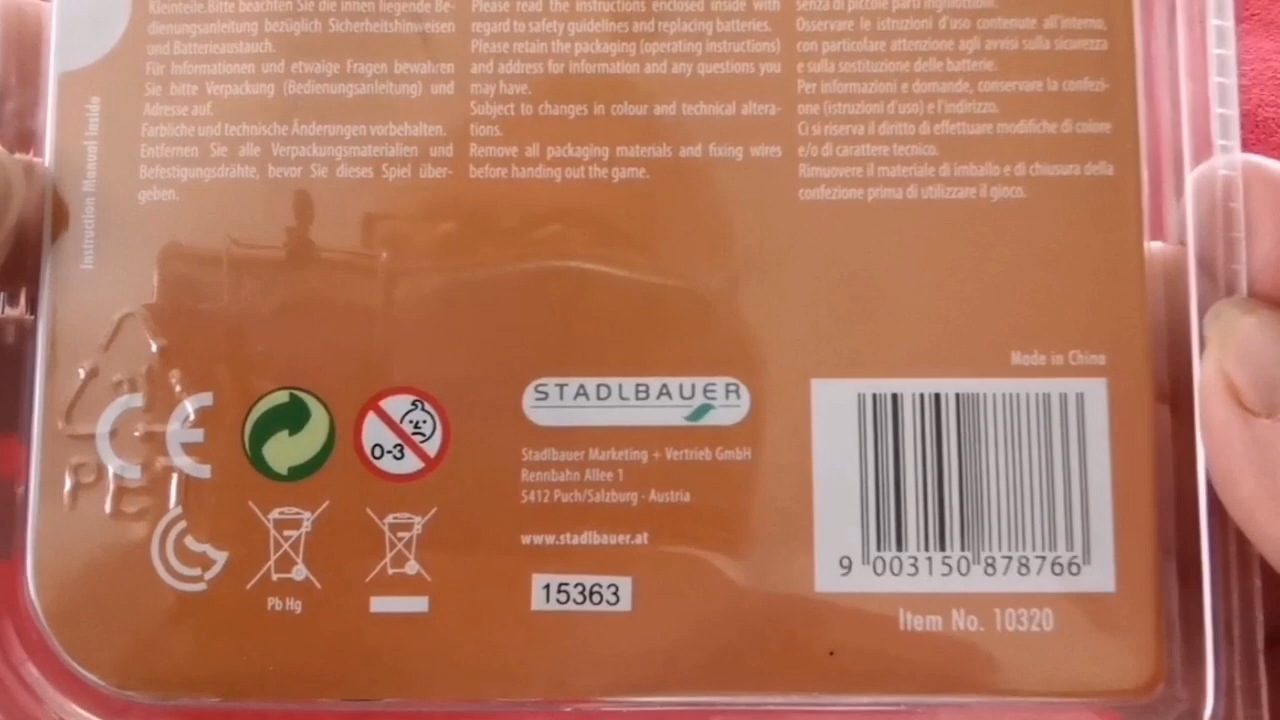 Kleinteile.Bitte beachten Sie die innen liegende Be-
dienungsanleitung bezüglich Sicherheitshinweisen
und Batterieaustausch.
Für Informationen und etwaige Fragen bewahren
Sie bitte Verpackung (Bedienungsanleitung) und
Adresse auf.
Farbliche und technische Änderungen vorbehalten.
Entfernen Sie alle Verpackungsmaterialien und
Befestigungsdrähte, bevor Sie dieses Spiel über-
geben.
Please read the instructions enclosed inside with
regard to safety guidelines and replacing batteries.
Please retain the packaging (operating instructions)
and address for information and any questions you
may have.
Subject to changes in colour and technical altera-
tions.
Remove all packaging materials and fixing wires
before handing out the game.
senza di piccole parti inghiottibili.
Osservare le istruzioni d'uso contenute all'interno,
con particolare attenzione agli avvisi sulla sicurezza
e sulla sostituzione delle batterie.
Per informazioni e domande, conservare la confezi-
one (istruzioni d'uso) e l'indirizzo.
Ci si riserva il diritto di effettuare modifiche di colore
e/o di carattere tecnico.
Rimuovere il materiale di imballo e di chiusura della
confezione prima di utilizzare il gioco.
Instruction Manual Inside
CE
0-3
Pb Hg
STADLBAUER
Stadlbauer Marketing + Vertrieb GmbH
Rennbahn Allee 1
5412 Puch/Salzburg - Austria
www.stadlbauer.at
15363
Made in China
9 003150 878766
Item No. 10320